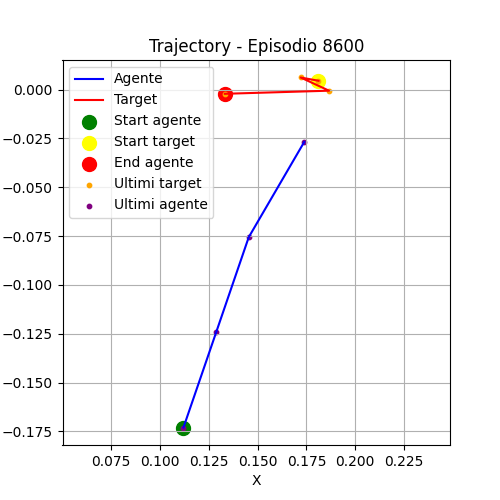 Trajectory - Episodio 8600
Agente
Target
Start agente
Start target
End agente
Ultimi target
Ultimi agente
0.000
−0.025
−0.050
−0.075
−0.100
−0.125
−0.150
−0.175
0.075 0.100 0.125 0.150 0.175 0.200 0.225
X